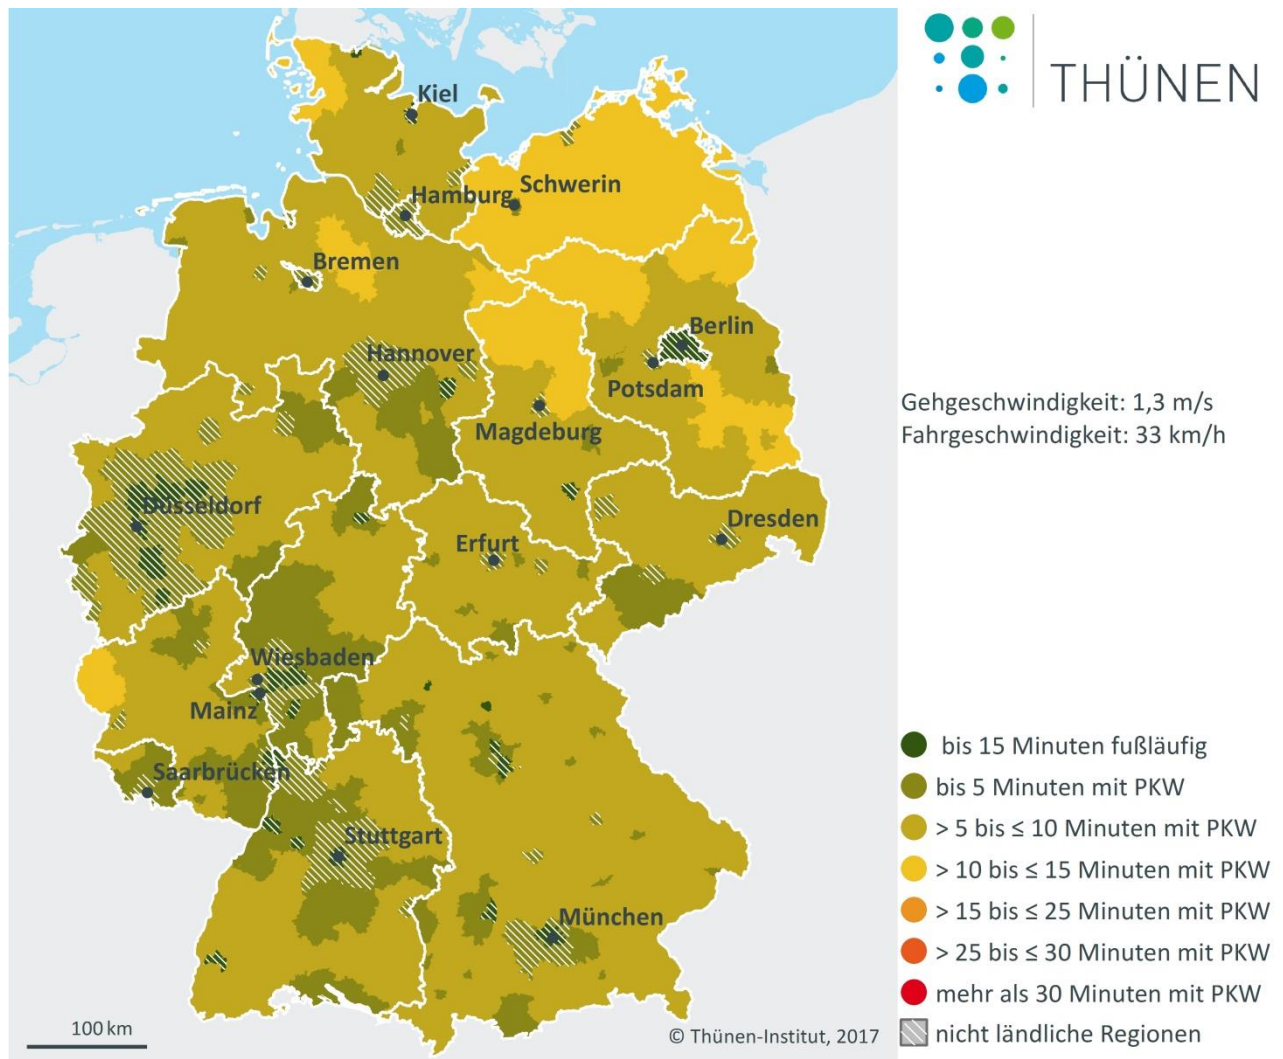 THÜNEN
Kiel
Schwerin
Hamburg
Bremen
Berlin
Hannover
Potsdam
Magdeburg
Düsseldorf
Dresden
Erfurt
Wiesbaden
Mainz
Saarbrücken
Stuttgart
München
Gehgeschwindigkeit: 1,3 m/s
Fahrgeschwindigkeit: 33 km/h
bis 15 Minuten fußläufig
bis 5 Minuten mit PKW
> 5 bis ≤ 10 Minuten mit PKW
> 10 bis ≤ 15 Minuten mit PKW
> 15 bis ≤ 25 Minuten mit PKW
> 25 bis ≤ 30 Minuten mit PKW
mehr als 30 Minuten mit PKW
nicht ländliche Regionen
100 km
© Thünen-Institut, 2017